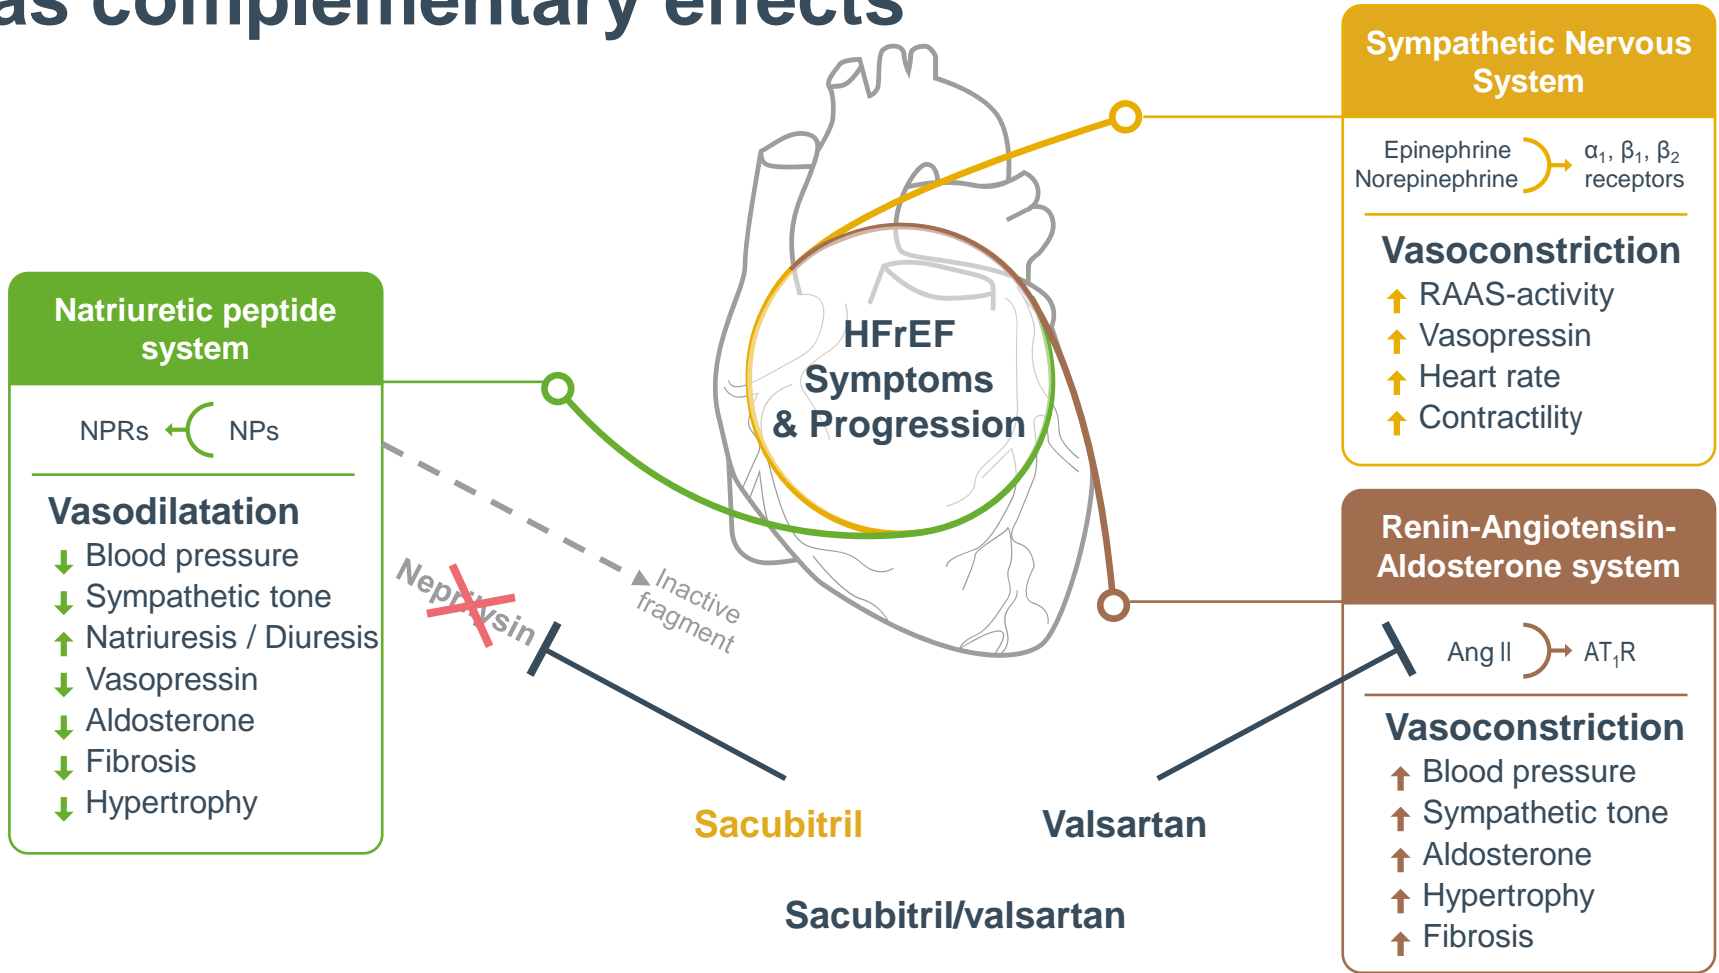 as complementary effects
Sympathetic Nervous
System
Epinephrine
Norepinephrine
α₁, β₁, β₂
receptors
Vasoconstriction
RAAS-activity
Vasopressin
Heart rate
Contractility
Natriuretic peptide
system
NPRs
NPs
Vasodilatation
Blood pressure
Sympathetic tone
Natriuresis / Diuresis
Vasopressin
Aldosterone
Fibrosis
Hypertrophy
HFrEF
Symptoms
& Progression
Neprilysin
Inactive
fragment
Renin-Angiotensin-
Aldosterone system
Ang II
AT₁R
Vasoconstriction
Blood pressure
Sympathetic tone
Aldosterone
Hypertrophy
Fibrosis
Sacubitril
Valsartan
Sacubitril/valsartan